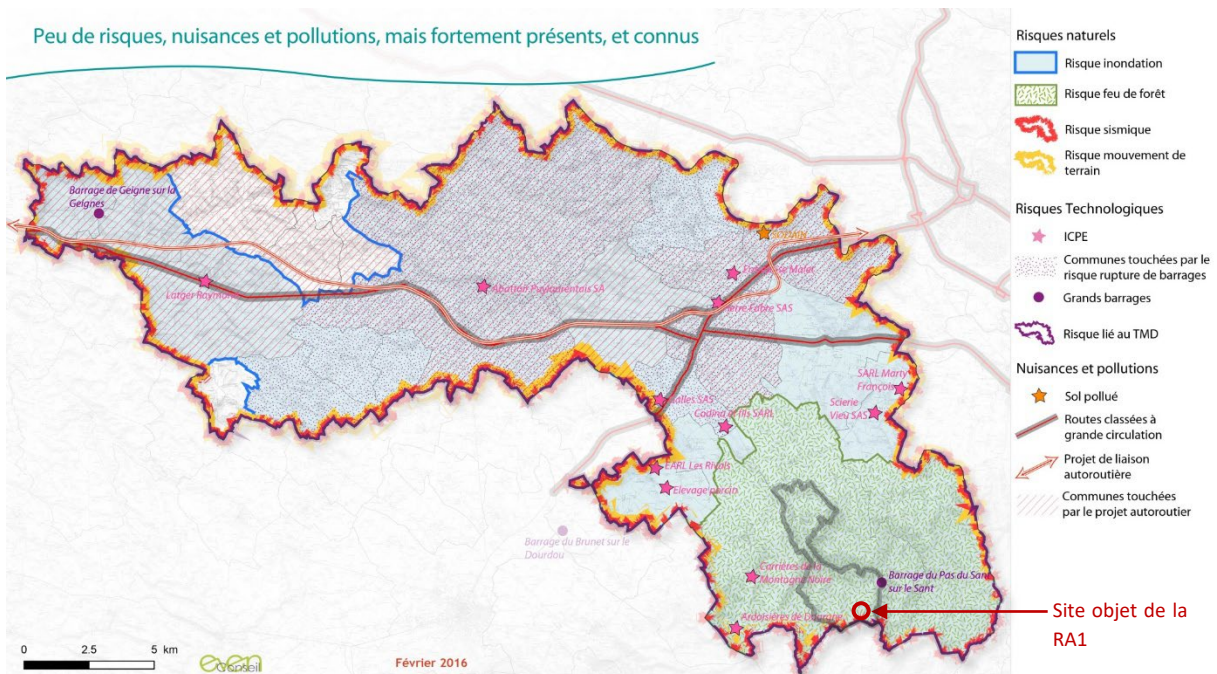 Peu de risques, nuisances et pollutions, mais fortement présents, et connus
Barrage de Geigne sur la
Geignes
Latger Raymond
Abattoir Puylaurentais SA
Pierre Fabre SAS
SARL Marty
François
Scierie
Vieu SAS
EARL Les Rivals
Elevage porcin
Barrage du Brunet sur le
Dourdou
Carrières de la
Montagne Noire
Barrage du Pas du Sant
sur le Sant
Ardoisières de
0 2.5 5 km
Conseil
Février 2016
Risques naturels
Risque inondation
Risque feu de forêt
Risque sismique
Risque mouvement de
terrain
Risques Technologiques
ICPE
Communes touchées par le
risque rupture de barrages
Grands barrages
Risque lié au TMD
Nuisances et pollutions
Sol pollué
Routes classées à
grande circulation
Projet de liaison
autoroutière
Communes touchées
par le projet autoroutier
Site objet de la
RA1